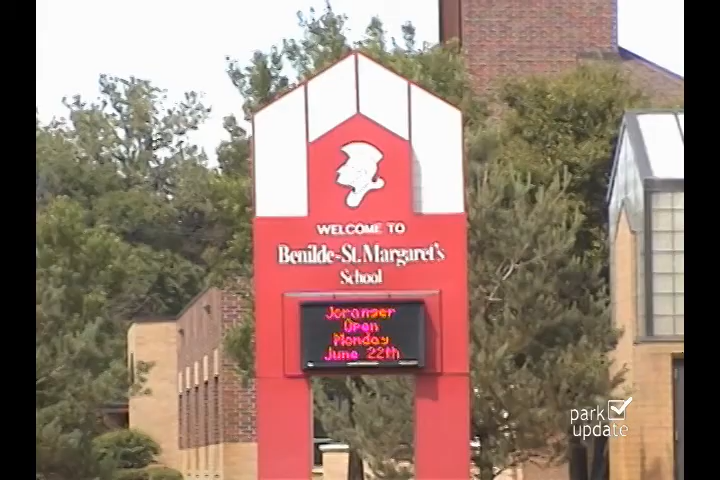 WELCOME TO
Benilde-St. Margaret's
School
Joranger
Open
Monday
June 22th
park
update